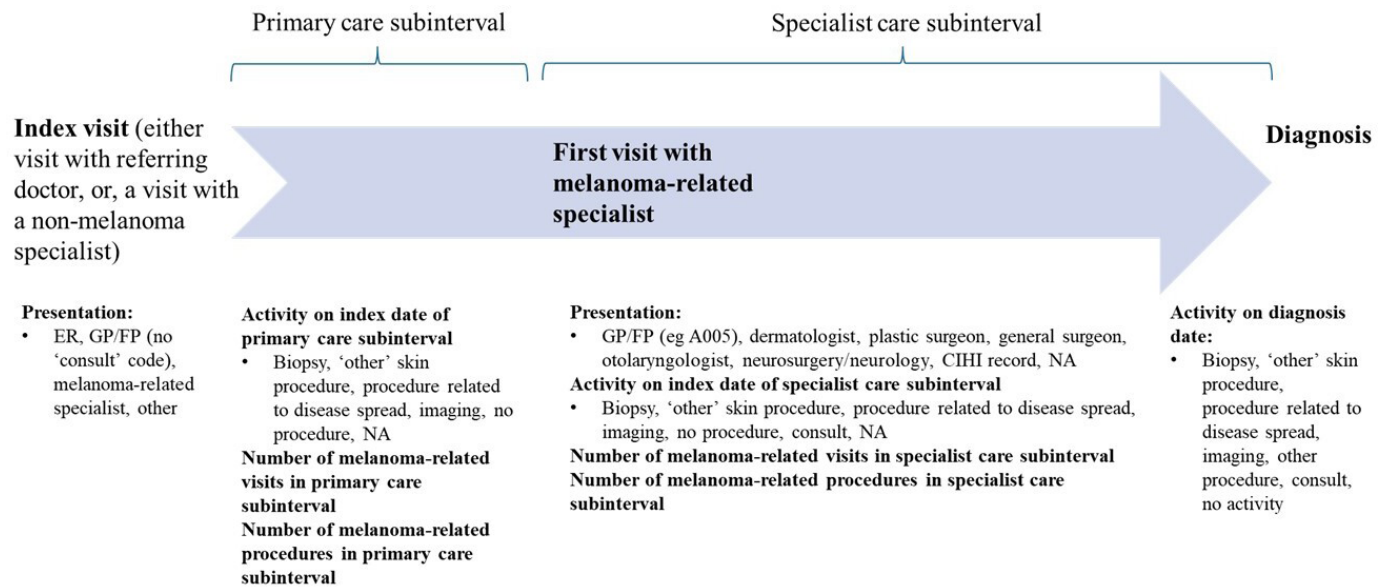 Primary care subinterval
Specialist care subinterval
Index visit (either
visit with referring
doctor, or, a visit with
a non-melanoma
specialist)
First visit with
melanoma-related
specialist
Diagnosis
Presentation:
• ER, GP/FP (no
‘consult’ code),
melanoma-related
specialist, other
Activity on index date of
primary care subinterval
• Biopsy, ‘other’ skin
procedure, procedure related
to disease spread, imaging, no
procedure, NA
Number of melanoma-related
visits in primary care
subinterval
Number of melanoma-related
procedures in primary care
subinterval
Presentation:
• GP/FP (eg A005), dermatologist, plastic surgeon, general surgeon,
otolaryngologist, neurosurgery/neurology, CIHI record, NA
Activity on index date of specialist care subinterval
• Biopsy, ‘other’ skin procedure, procedure related to disease spread,
imaging, no procedure, consult, NA
Number of melanoma-related visits in specialist care subinterval
Number of melanoma-related procedures in specialist care
subinterval
Activity on diagnosis
date:
• Biopsy, ‘other’ skin
procedure,
procedure related to
disease spread,
imaging, other
procedure, consult,
no activity